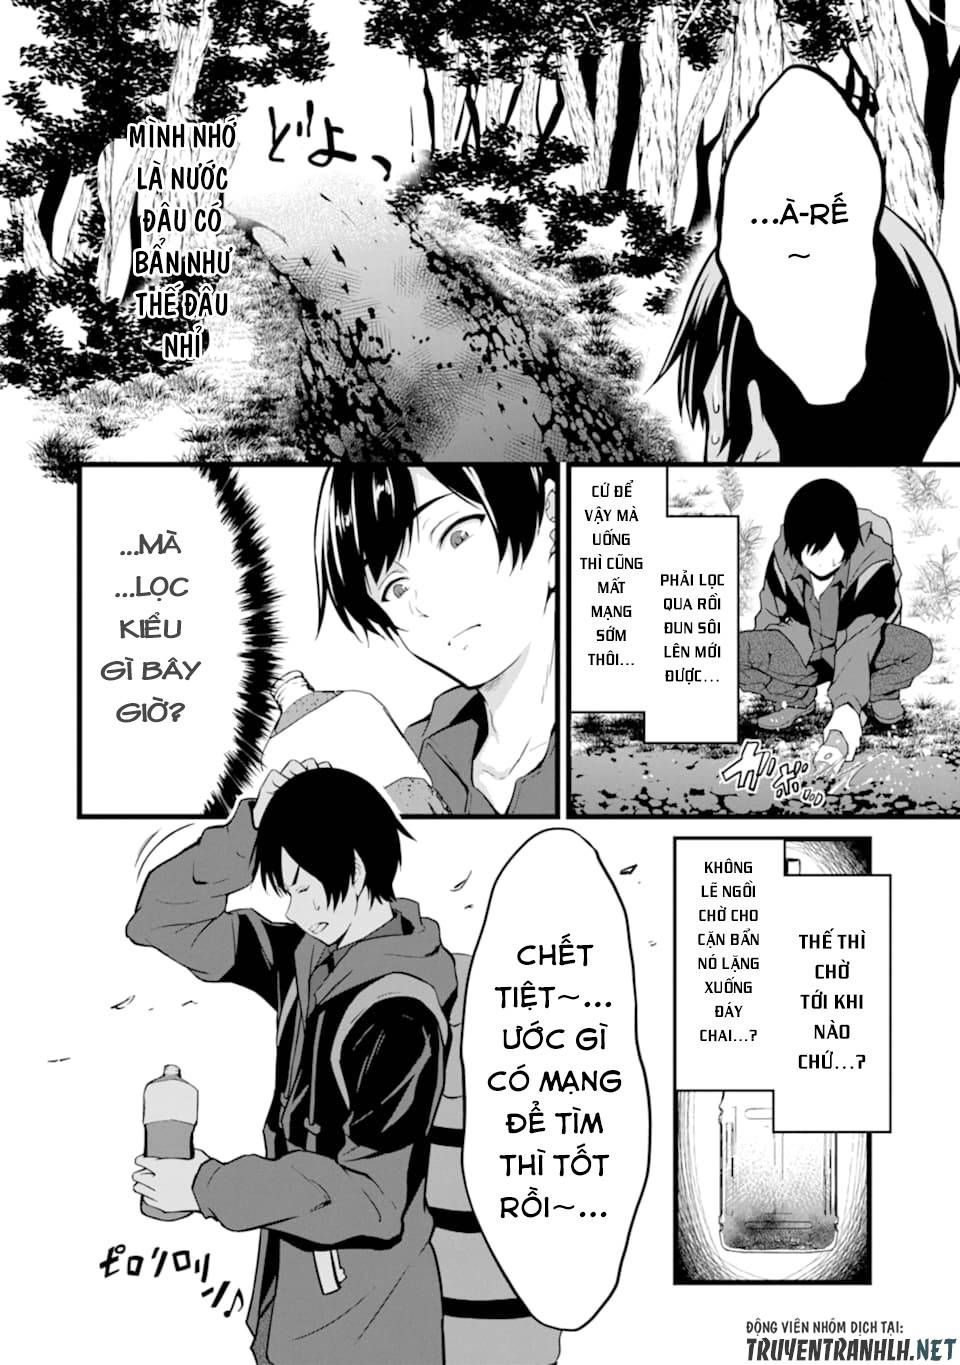 ...À-RẾ
~
どよっ
MÌNH NHỚ
LÀ NƯỚC
ĐÂU CÓ
BẨN NHƯ
THẾ ĐÂU
NHỈ
CỨ ĐỂ
VẬY MÀ
UỐNG
THÌ CŨNG
MẤT
MẠNG
SỚM
THÔI...
PHẢI LỌC
QUA RỒI
ĐUN SÔI
LÊN MỚI
ĐƯỢC...
ガボ...
...MÀ
...LỌC
KIỂU
GÌ BÂY
GIỜ?
THẾ THÌ
CHỜ
TỚI KHI
NÀO
CHỨ...?
KHÔNG
LẼ NGỒI
CHỜ CHO
CẶN BẨN
NÓ LẮNG
XUỐNG
ĐÁY
CHAI...?
CHẾT
TIỆT~...
ƯỚC GÌ
CÓ MẠNG
ĐỂ TÌM
THÌ TỐT
RỒI~...
ピロリロリン♪
ĐỘNG VIÊN NHÓM DỊCH TẠI:
TRUYENTRANHLH.NET